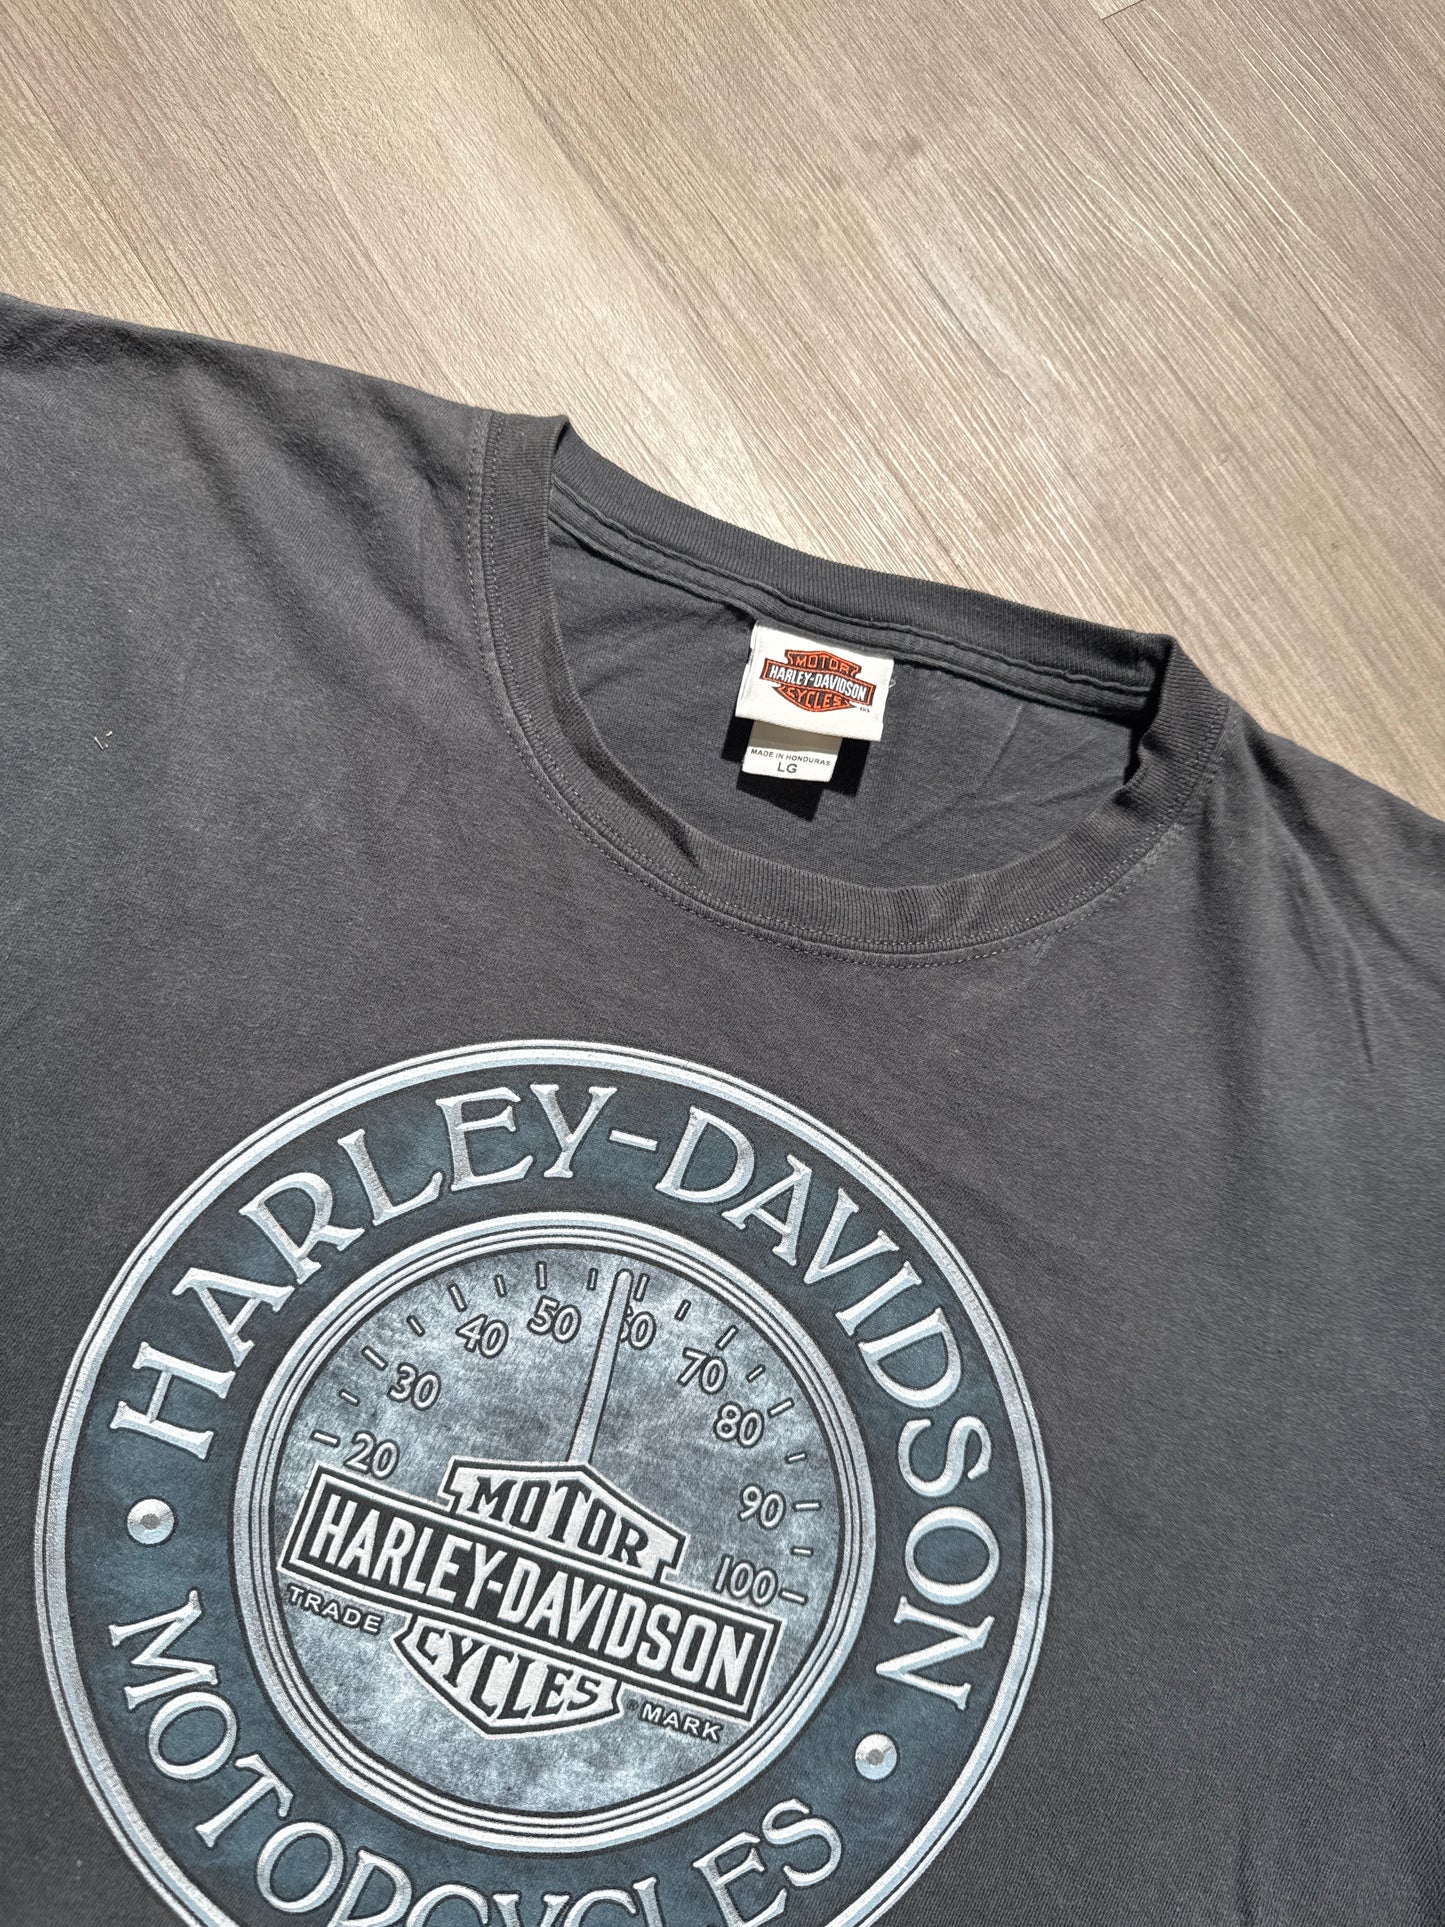 MOTOR
HARLEY-DAVIDSON
CYCLES
MADE IN HONDURAS
LG
HARLEY-DAVIDSON
20 30 40 50 60 70 80 90 100
MOTOR
HARLEY-DAVIDSON
CYCLES
TRADE ® MARK
MOTORCYCLES